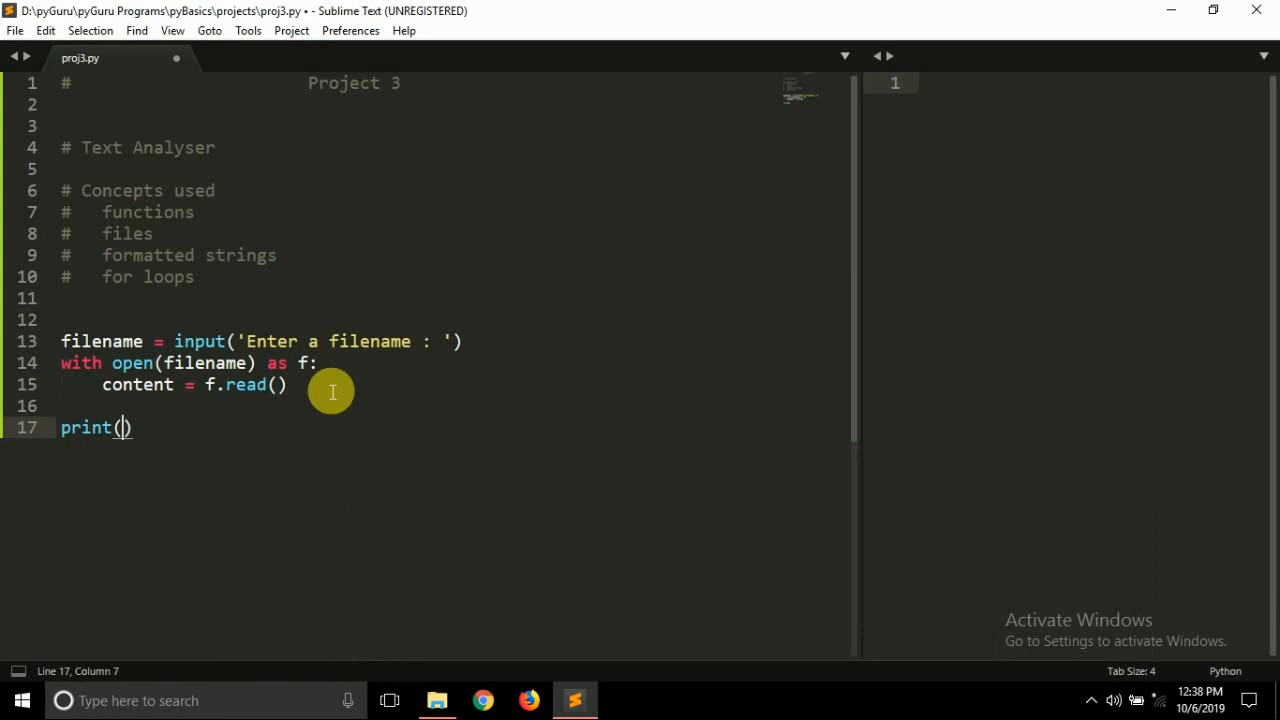 D:\pyGuru\pyGuru Programs\pyBasics\projects\proj3.py • - Sublime Text (UNREGISTERED)
File Edit Selection Find View Goto Tools Project Preferences Help
proj3.py
1 # Project 3
1
2
3
4 # Text Analyser
5
6 # Concepts used
7 # functions
8 # files
9 # formatted strings
10 # for loops
11
12
13 filename = input('Enter a filename : ')
14 with open(filename) as f:
15 content = f.read()
16
17 print()
Activate Windows
Go to Settings to activate Windows.
Line 17, Column 7 Tab Size: 4 Python
Type here to search
12:38 PM
10/6/2019